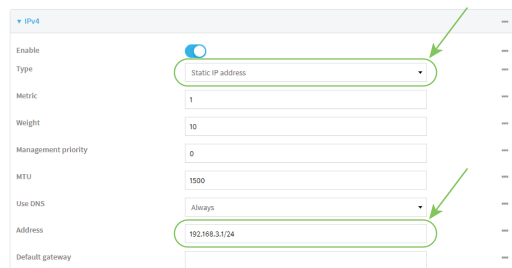 IPv4
Enable
Type
Static IP address
Metric
1
Weight
10
Management priority
0
MTU
1500
Use DNS
Always
Address
192.168.3.1/24
Default gateway